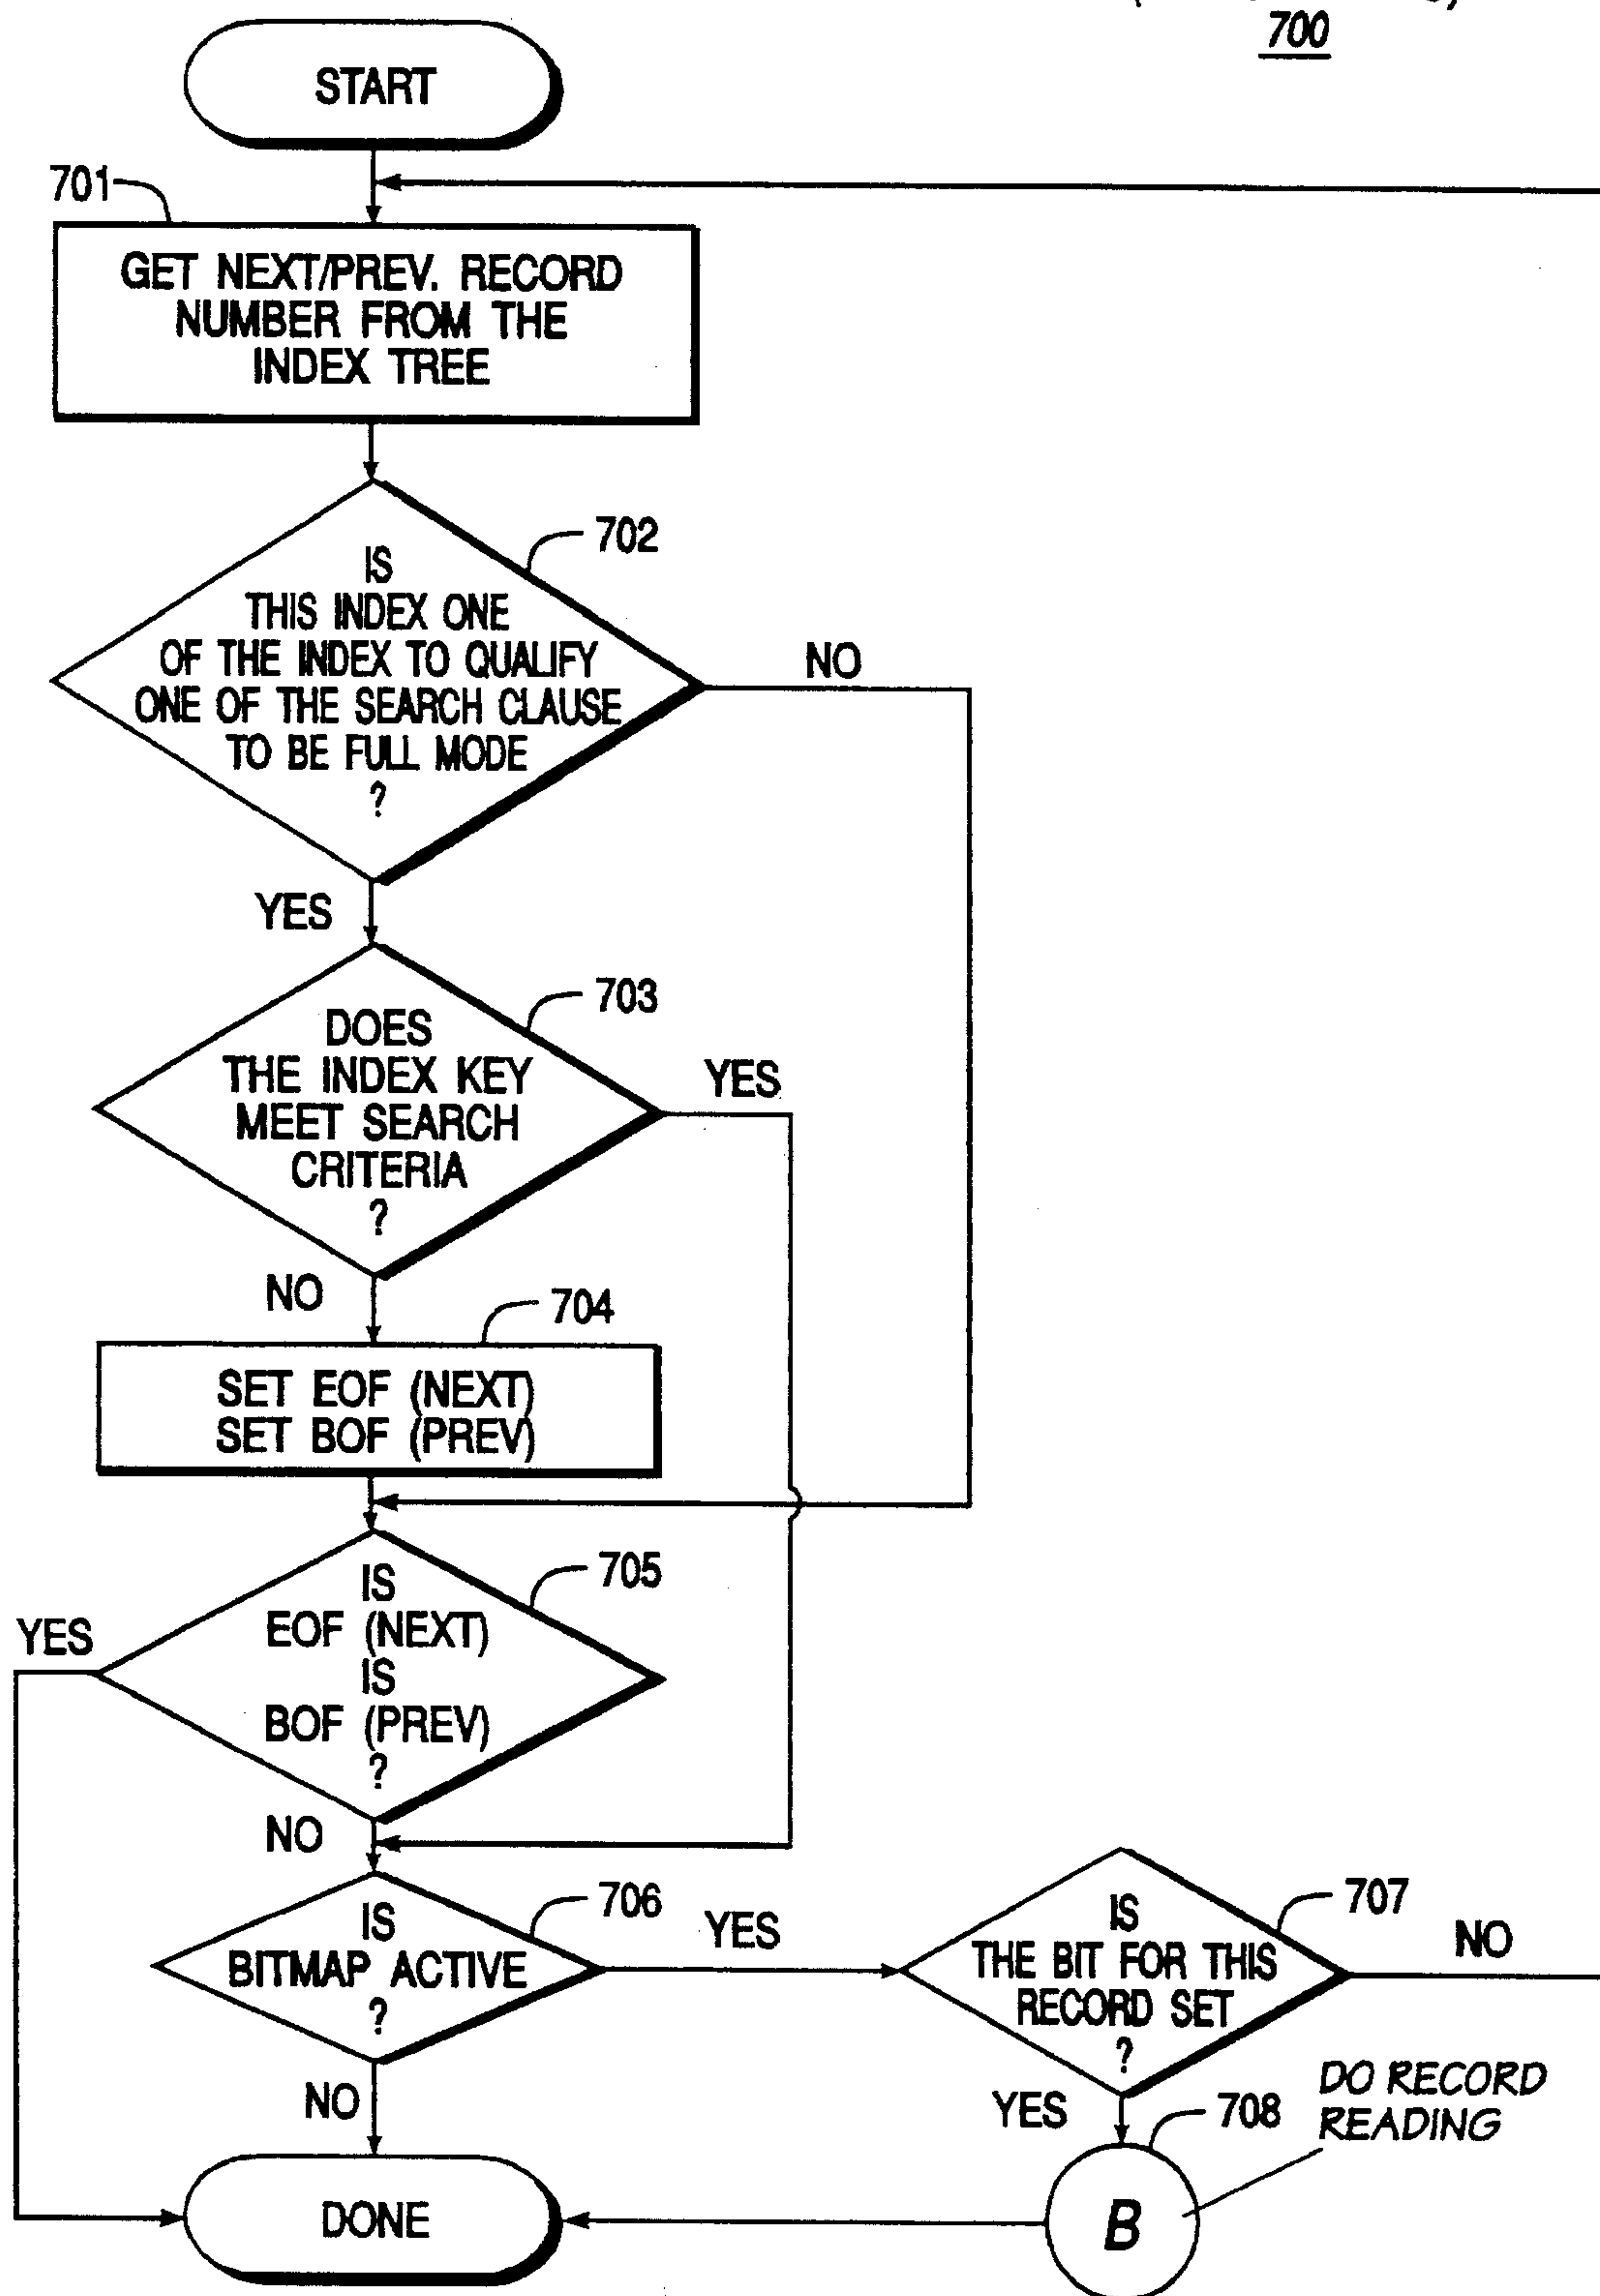 700
START
701
GET NEXT/PREV. RECORD
NUMBER FROM THE
INDEX TREE
702
IS
THIS INDEX ONE
OF THE INDEX TO QUALIFY
ONE OF THE SEARCH CLAUSE
TO BE FULL MODE
?
NO
YES
703
DOES
THE INDEX KEY
MEET SEARCH
CRITERIA
?
YES
NO
704
SET EOF (NEXT)
SET BOF (PREV)
705
IS
EOF (NEXT)
IS
BOF (PREV)
?
YES
NO
706
IS
BITMAP ACTIVE
?
YES
707
IS
THE BIT FOR THIS
RECORD SET
?
NO
NO
YES
708
DO RECORD
READING
DONE
B